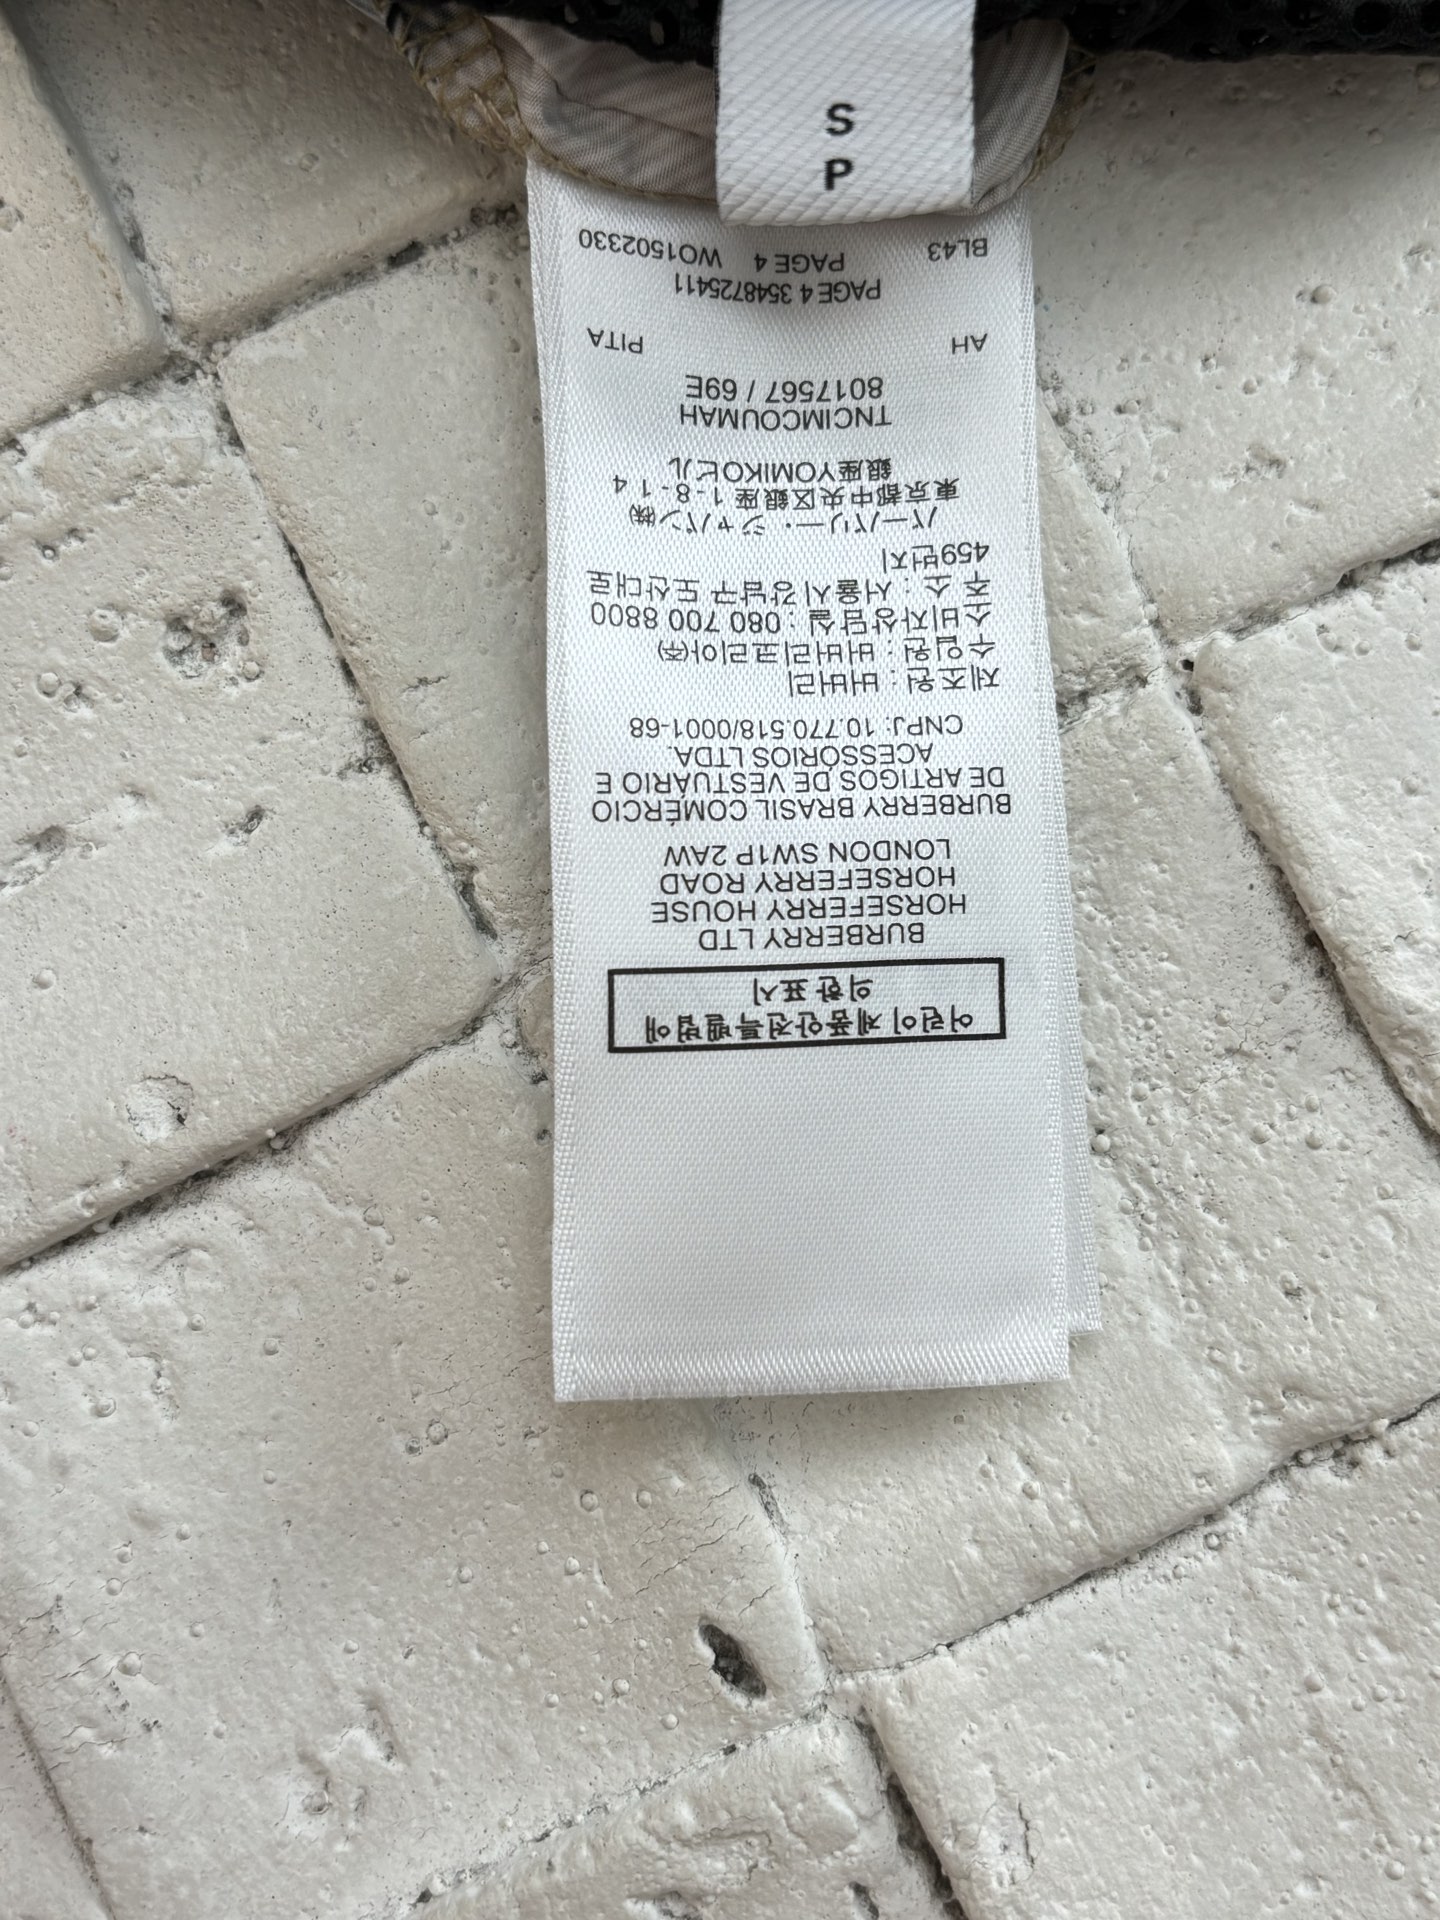 S
P
어린이 제품안전특별법에
의한 표시
BURBERRY LTD
HORSEFERRY HOUSE
HORSEFERRY ROAD
LONDON SW1P 2AW
BURBERRY BRASIL COMÉRCIO
DE ARTIGOS DE VESTUÁRIO E
ACESSÓRIOS LTDA.
CNPJ: 10.770.518/0001-68
제조원 : 버버리
수입원 : 버버리코리아(주)
소비자상담실 : 080 700 8800
주 소 : 서울시 강남구 도산대로
459번지
バーバリー・ジャパン㈱
東京都中央区銀座 1-8-14
銀座YOMIKOビル
TNCIMCOUMAH
8017567 / 69E
AH PITA
PAGE 4 3548725411
BL43 PAGE 4 WO1502330